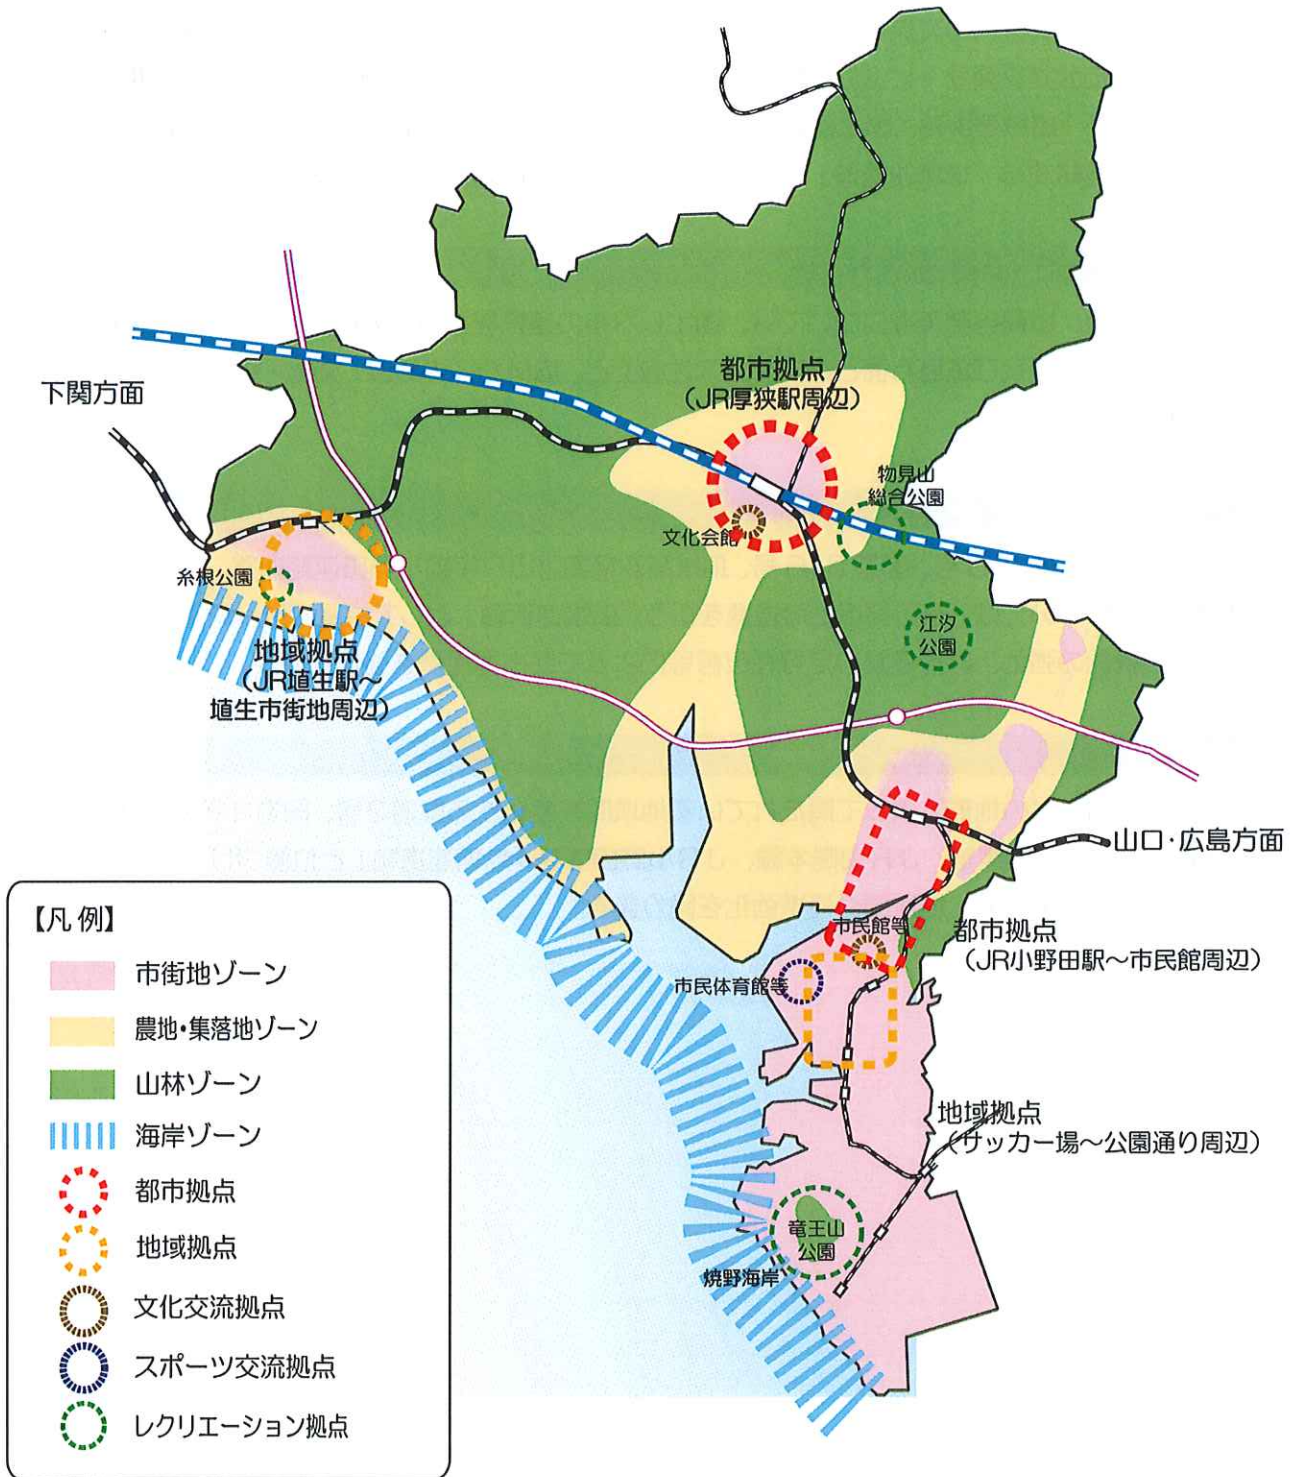 下関方面
都市拠点
(JR厚狭駅周辺)
物見山
総合公園
文化会館
糸根公園
江汐
公園
地域拠点
(JR埴生駅~
埴生市街地周辺)
山口・広島方面
市民館等
都市拠点
(JR小野田駅~市民館周辺)
市民体育館等
地域拠点
(サッカー場~公園通り周辺)
竜王山
公園
焼野海岸
【凡例】
市街地ゾーン
農地・集落地ゾーン
山林ゾーン
海岸ゾーン
都市拠点
地域拠点
文化交流拠点
スポーツ交流拠点
レクリエーション拠点